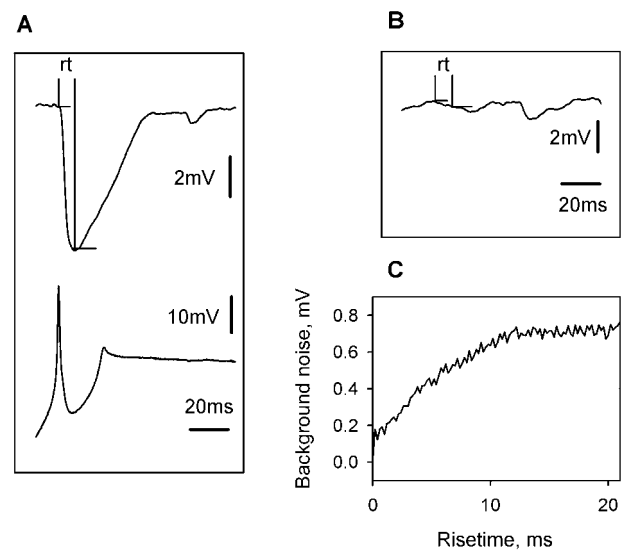 A
rt
2mV
10mV
20ms
B
rt
2mV
20ms
C
Background noise, mV
0.8
0.6
0.4
0.2
0.0
0
10
20
Risetime, ms